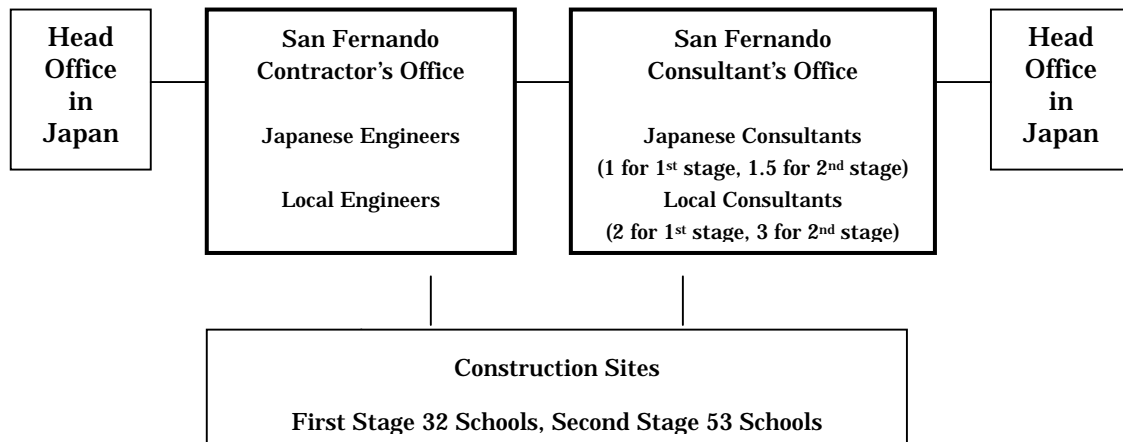 Head
Office
in
Japan
San Fernando
Contractor's Office
Japanese Engineers
Local Engineers
San Fernando
Consultant's Office
Japanese Consultants
(1 for 1st stage, 1.5 for 2nd stage)
Local Consultants
(2 for 1st stage, 3 for 2nd stage)
Head
Office
in
Japan
Construction Sites
First Stage 32 Schools, Second Stage 53 Schools